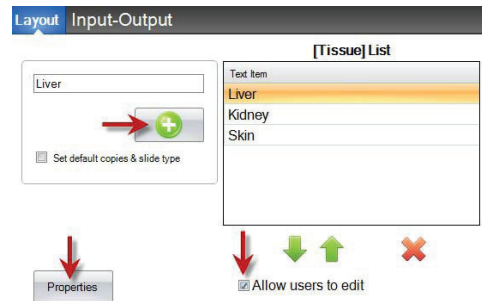 Layout Input-Output
[Tissue] List
Liver
Text Item
Liver
Kidney
Skin
Set default copies & slide type
Properties
Allow users to edit